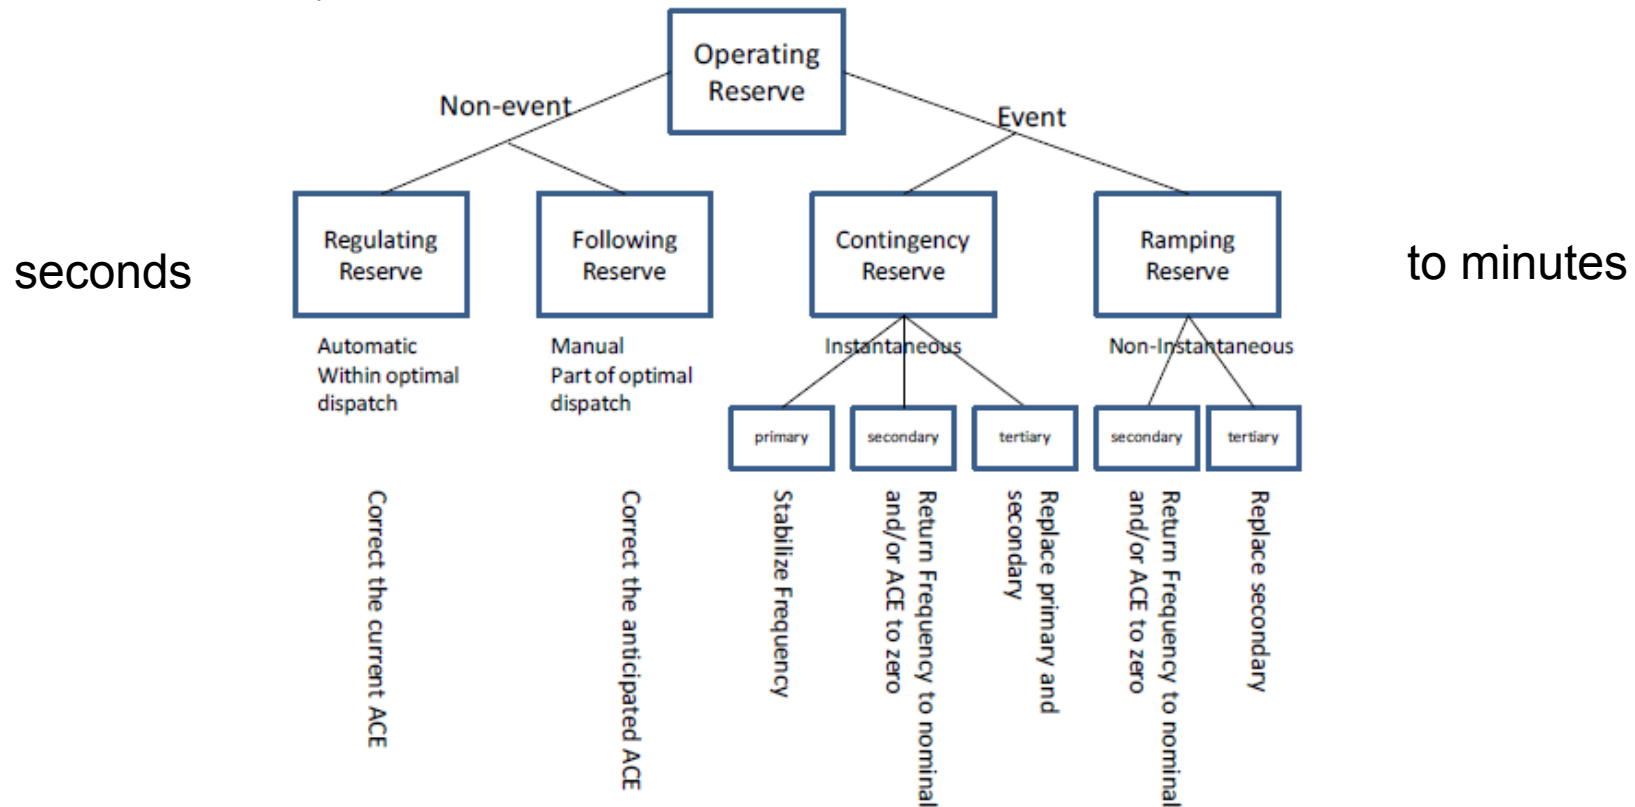 Operating
Reserve
Non-event
Event
seconds
Regulating
Reserve
Following
Reserve
Contingency
Reserve
Ramping
Reserve
to minutes
Automatic
Within optimal
dispatch
Manual
Part of optimal
dispatch
Instantaneous
Non-Instantaneous
primary
secondary
tertiary
secondary
tertiary
Correct the current ACE
Correct the anticipated ACE
Stabilize Frequency
Return Frequency to nominal
and/or ACE to zero
Replace primary and
secondary
Return Frequency to nominal
and/or ACE to zero
Replace secondary